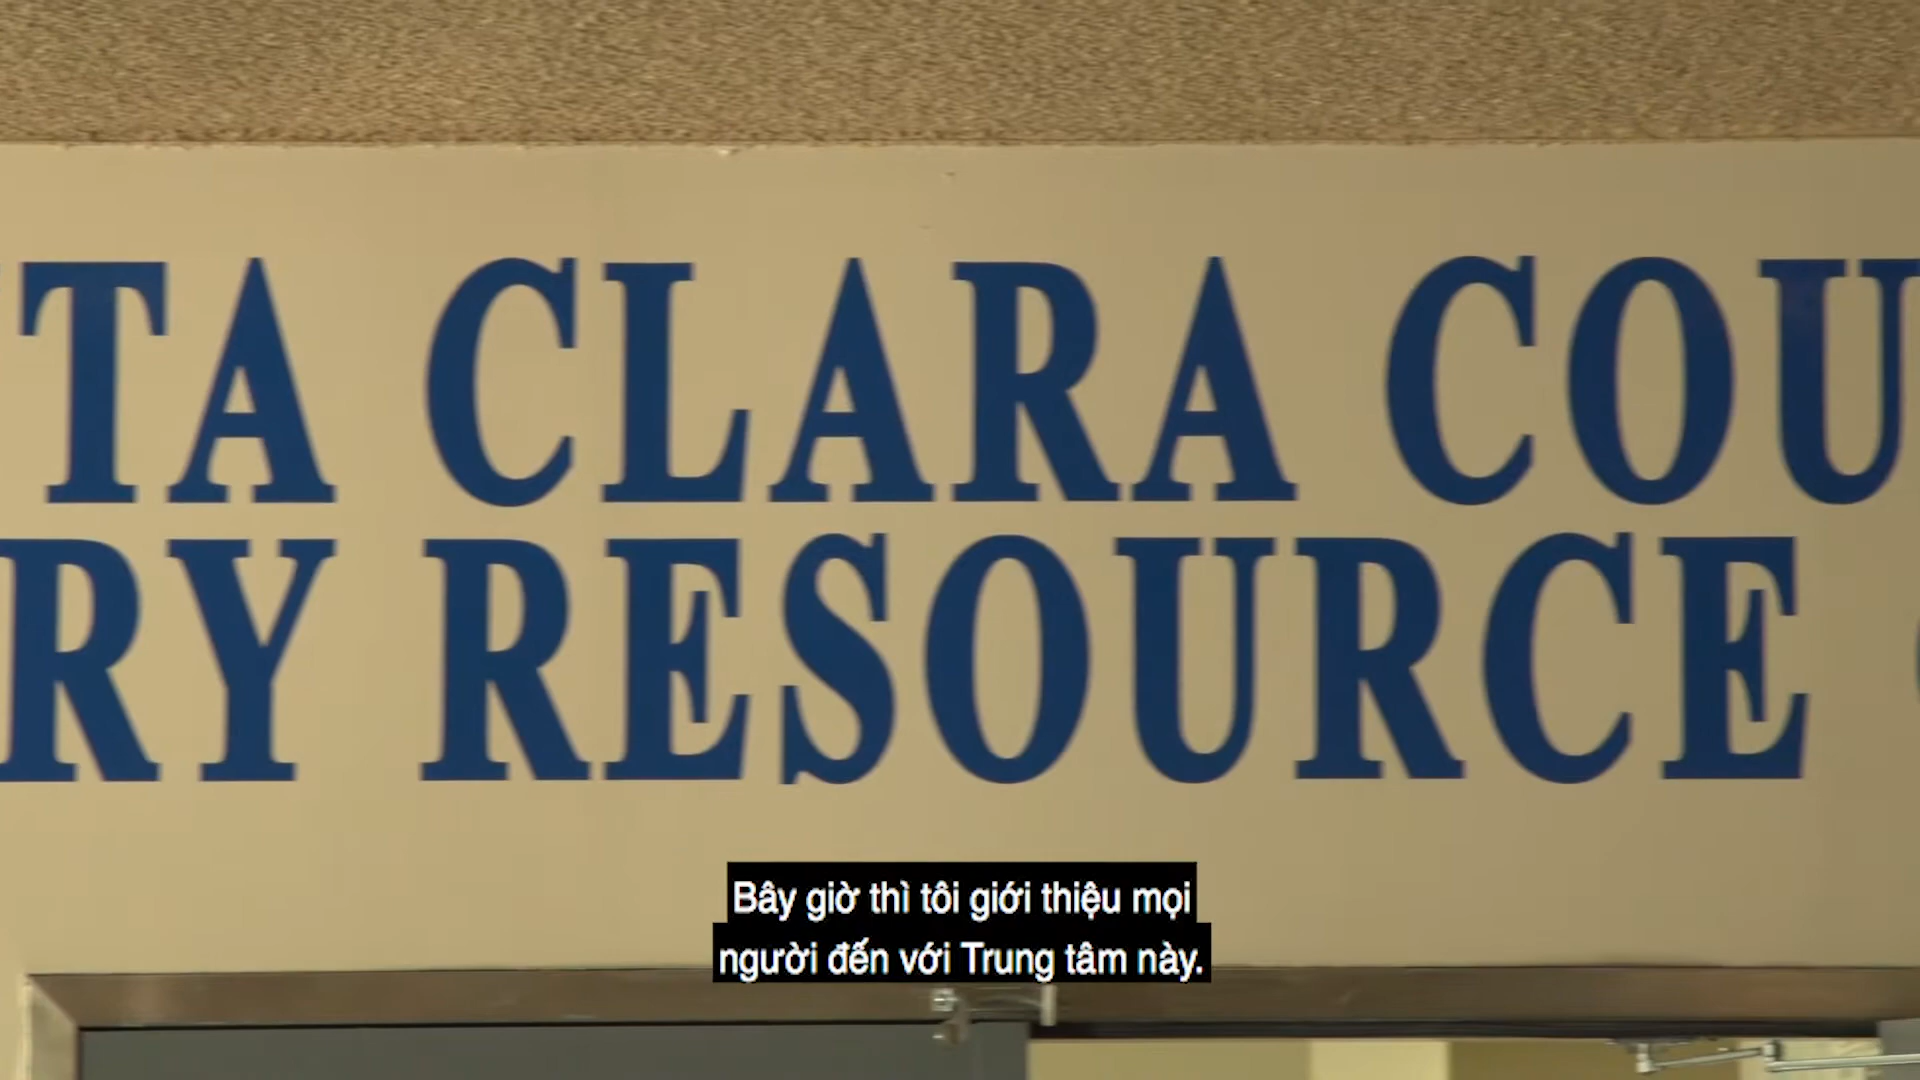 TA CLARA COU
RY RESOURCE
Bây giờ thì tôi giới thiệu mọi
người đến với Trung tâm này.